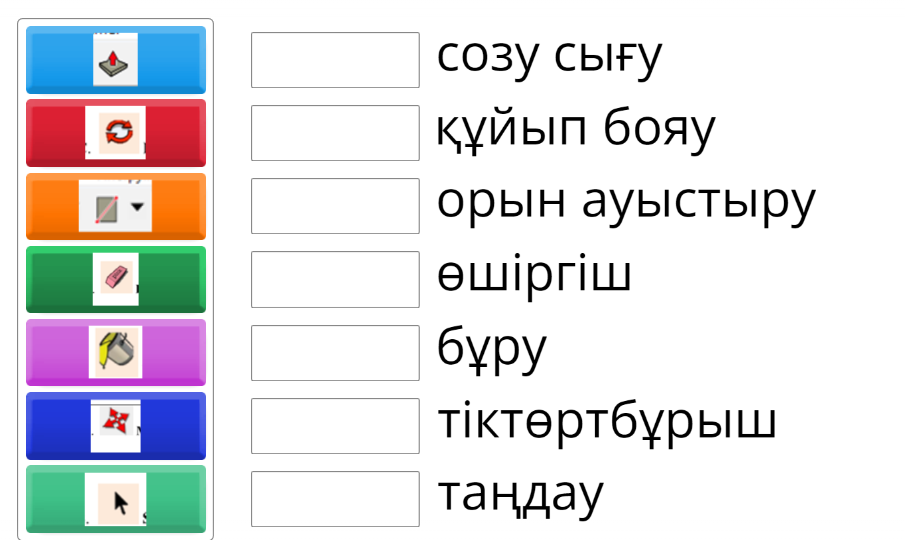 созу сығу
құйып бояу
орын ауыстыру
өшіргіш
бұру
тіктөртбұрыш
таңдау